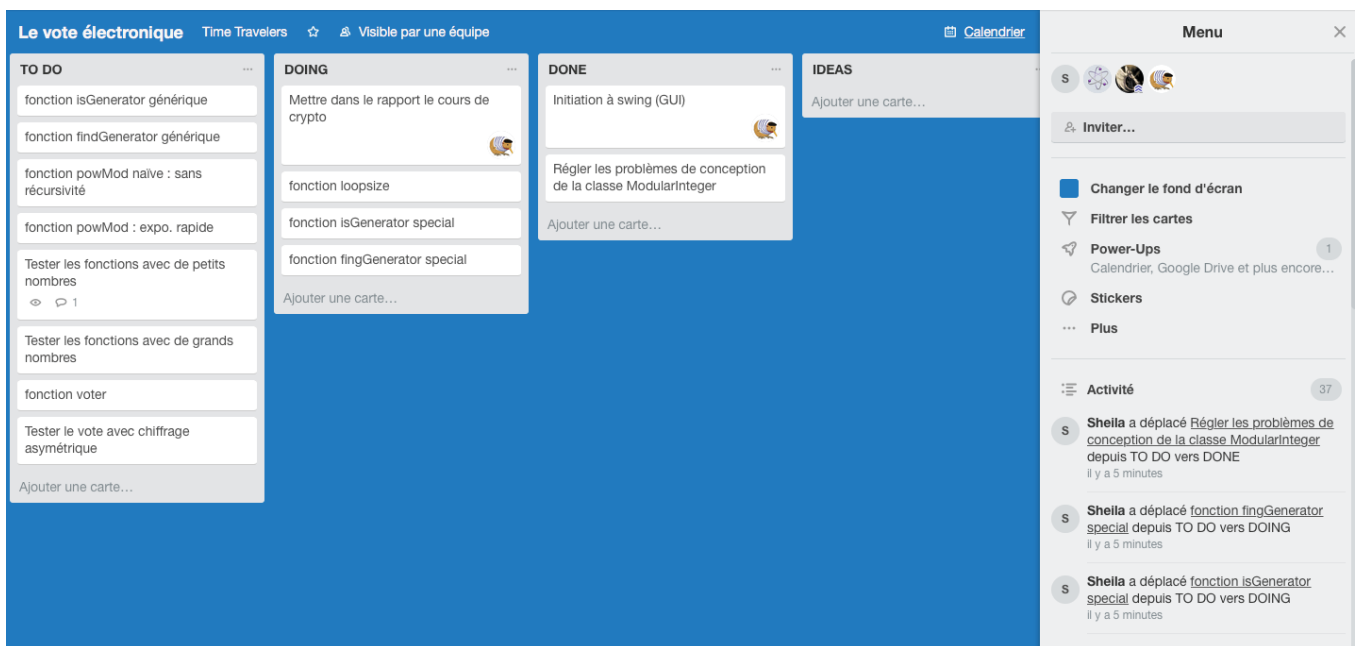 Le vote électronique Time Travelers Visible par une équipe Calendrier
TO DO ...
fonction isGenerator générique
fonction findGenerator générique
fonction powMod naïve : sans
récursivité
fonction powMod : expo. rapide
Tester les fonctions avec de petits
nombres
1
Tester les fonctions avec de grands
nombres
fonction voter
Tester le vote avec chiffrage
asymétrique
Ajouter une carte…
DOING ...
Mettre dans le rapport le cours de
crypto
fonction loopsize
fonction isGenerator special
fonction fingGenerator special
Ajouter une carte…
DONE ...
Initiation à swing (GUI)
Régler les problèmes de conception
de la classe ModularInteger
Ajouter une carte…
IDEAS
Ajouter une carte…
Menu
S
Inviter…
Changer le fond d'écran
Filtrer les cartes
Power-Ups 1
Calendrier, Google Drive et plus encore…
Stickers
... Plus
Activité 37
S
Sheila a déplacé Régler les problèmes de
conception de la classe ModularInteger
depuis TO DO vers DONE
il y a 5 minutes
S
Sheila a déplacé fonction fingGenerator
special depuis TO DO vers DOING
il y a 5 minutes
S
Sheila a déplacé fonction isGenerator
special depuis TO DO vers DOING
il y a 5 minutes